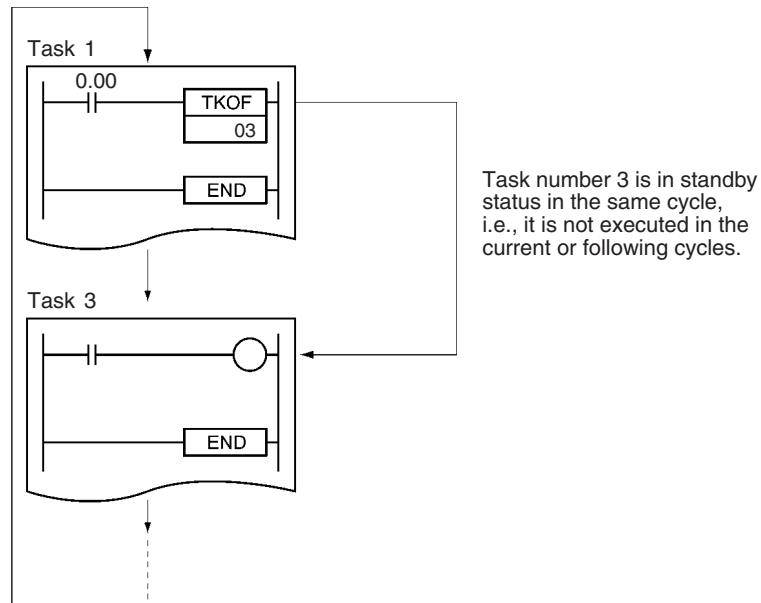 Task 1
0.00
TKOF
03
END
Task number 3 is in standby
status in the same cycle,
i.e., it is not executed in the
current or following cycles.
Task 3
END